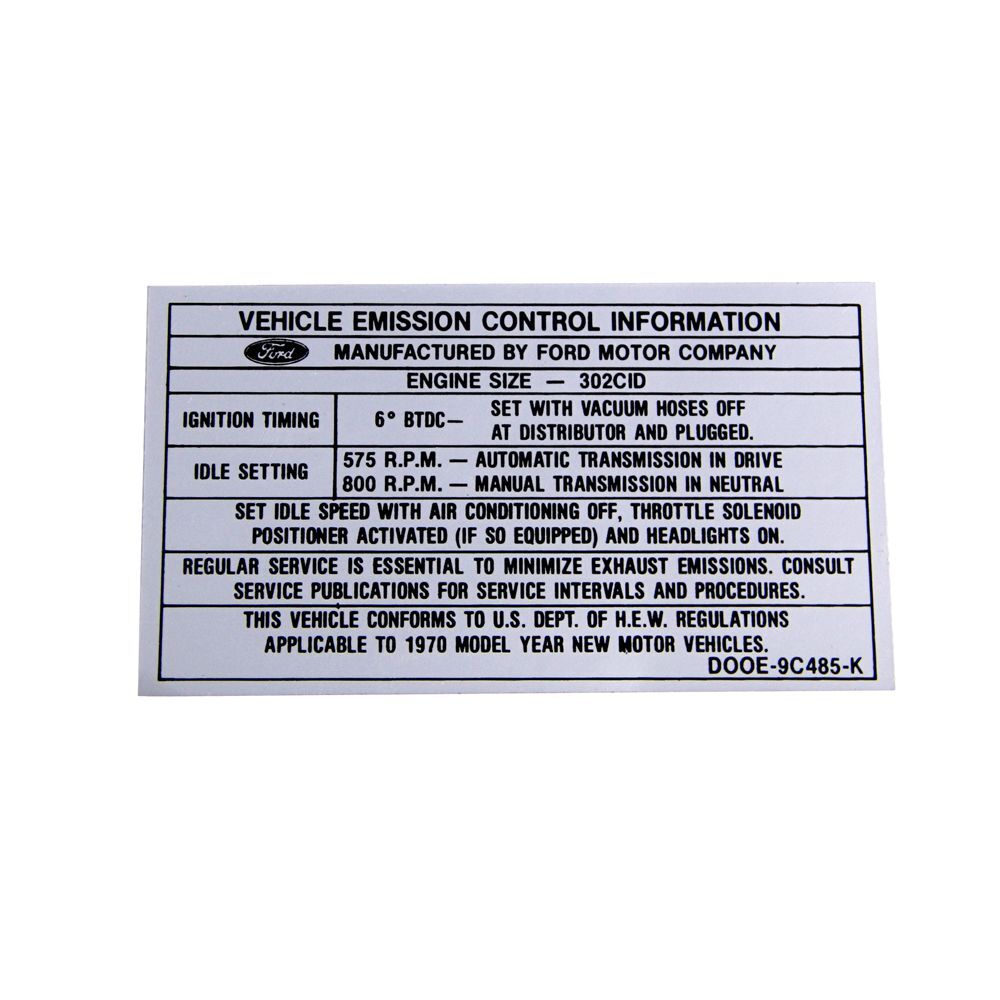 VEHICLE EMISSION CONTROL INFORMATION
Ford MANUFACTURED BY FORD MOTOR COMPANY
ENGINE SIZE — 302CID
IGNITION TIMING 6° BTDC— SET WITH VACUUM HOSES OFF
AT DISTRIBUTOR AND PLUGGED.
IDLE SETTING 575 R.P.M. — AUTOMATIC TRANSMISSION IN DRIVE
800 R.P.M. — MANUAL TRANSMISSION IN NEUTRAL
SET IDLE SPEED WITH AIR CONDITIONING OFF, THROTTLE SOLENOID
POSITIONER ACTIVATED (IF SO EQUIPPED) AND HEADLIGHTS ON.
REGULAR SERVICE IS ESSENTIAL TO MINIMIZE EXHAUST EMISSIONS. CONSULT
SERVICE PUBLICATIONS FOR SERVICE INTERVALS AND PROCEDURES.
THIS VEHICLE CONFORMS TO U.S. DEPT. OF H.E.W. REGULATIONS
APPLICABLE TO 1970 MODEL YEAR NEW MOTOR VEHICLES.
DOOE-9C485-K